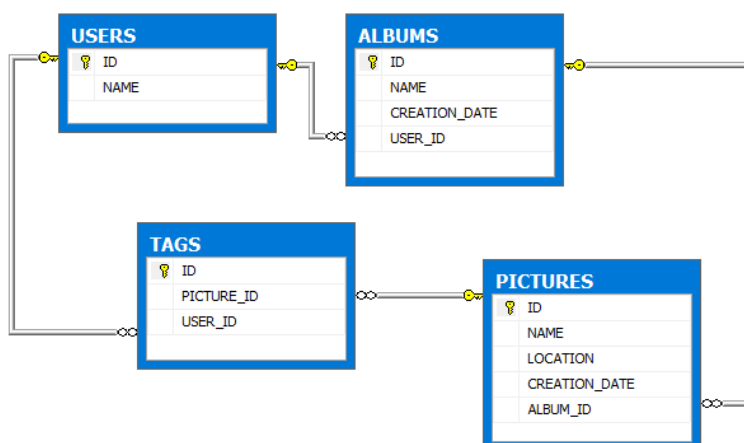 USERS
ID
NAME
ALBUMS
ID
NAME
CREATION_DATE
USER_ID
TAGS
ID
PICTURE_ID
USER_ID
PICTURES
ID
NAME
LOCATION
CREATION_DATE
ALBUM_ID